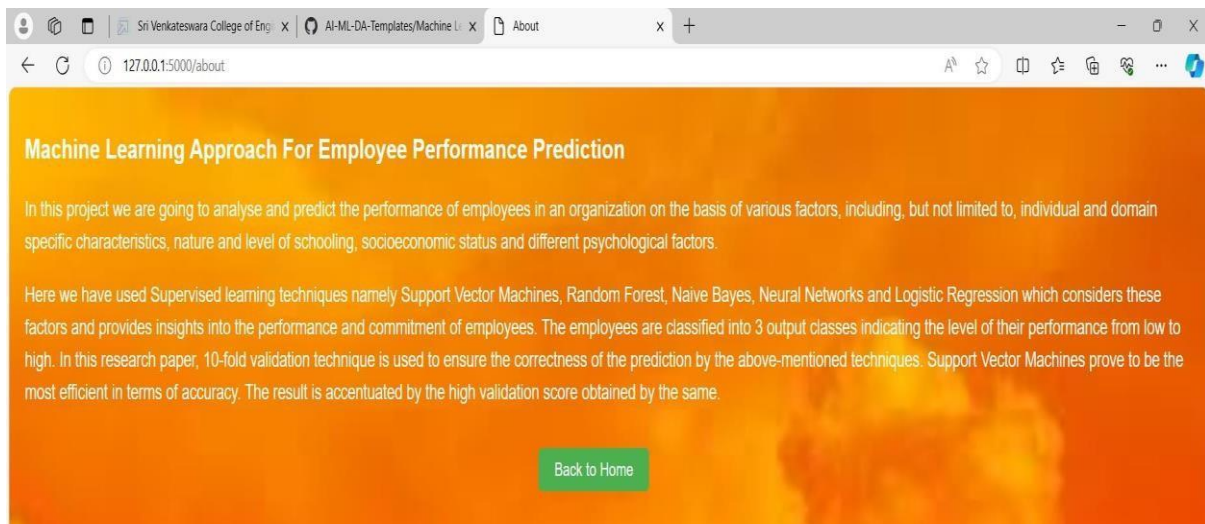 Sri Venkateswara College of Eng
AI-ML-DA-Templates/Machine Le
About
127.0.0.1:5000/about
Machine Learning Approach For Employee Performance Prediction
In this project we are going to analyse and predict the performance of employees in an organization on the basis of various factors, including, but not limited to, individual and domain
specific characteristics, nature and level of schooling, socioeconomic status and different psychological factors.
Here we have used Supervised learning techniques namely Support Vector Machines, Random Forest, Naive Bayes, Neural Networks and Logistic Regression which considers these
factors and provides insights into the performance and commitment of employees. The employees are classified into 3 output classes indicating the level of their performance from low to
high. In this research paper, 10-fold validation technique is used to ensure the correctness of the prediction by the above-mentioned techniques. Support Vector Machines prove to be the
most efficient in terms of accuracy. The result is accentuated by the high validation score obtained by the same.
Back to Home